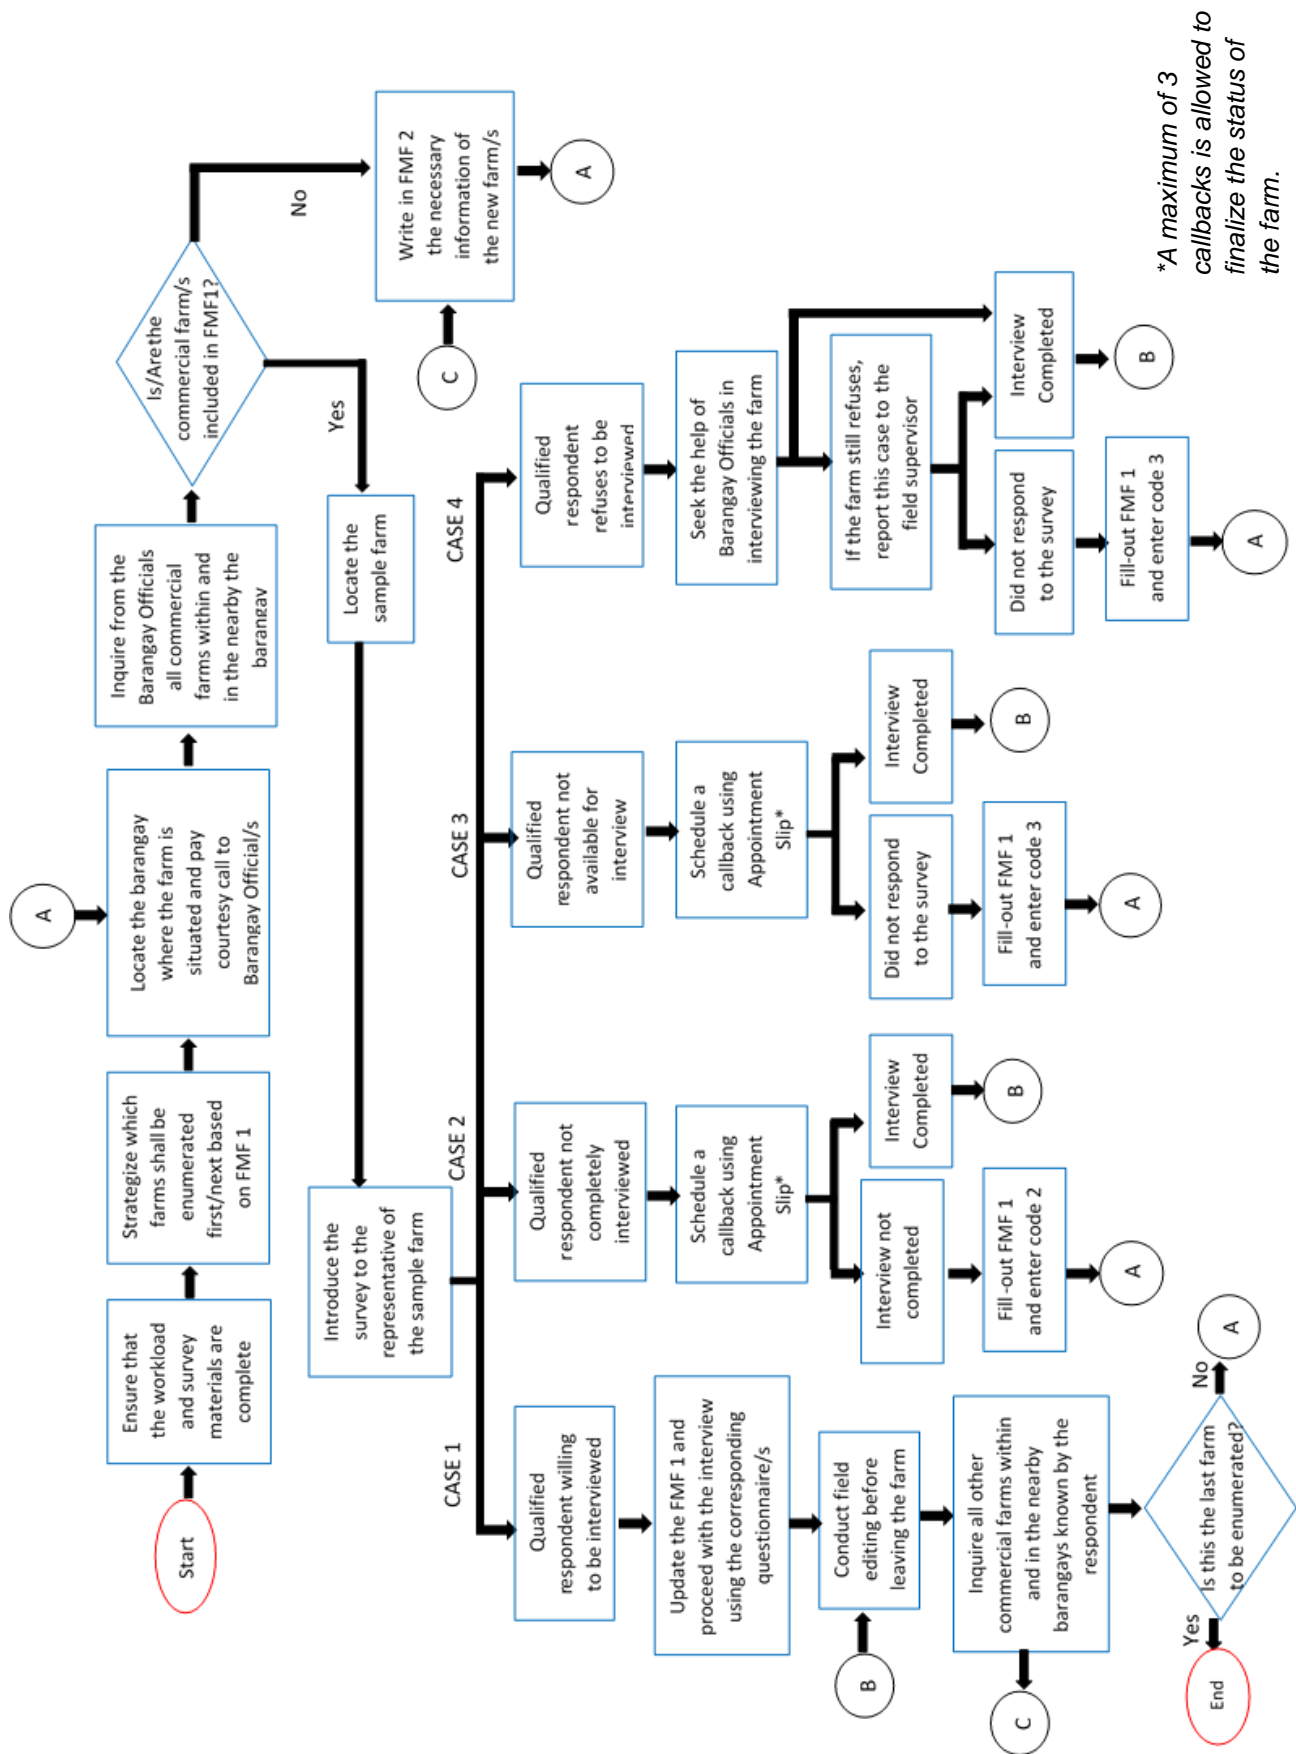 Start
Ensure that
the workload
and survey
materials are
complete
Strategize which
farms shall be
enumerated
first/next based
on FMF 1
A
Locate the barangay
where the farm is
situated and pay
courtesy call to
Barangay Official/s
Inquire from the
Barangay Officials
all commercial
farms within and
in the nearby the
barangay
Is/Are the
commercial farm/s
included in FMF1?
No
Yes
Write in FMF 2
the necessary
information of
the new farm/s
C
A
Locate the
sample farm
Introduce the
survey to the
representative of
the sample farm
CASE 1
Qualified
respondent willing
to be interviewed
Update the FMF 1 and
proceed with the interview
using the corresponding
questionnaire/s
B
Conduct field
editing before
leaving the farm
Inquire all other
commercial farms within
and in the nearby
barangays known by the
respondent
C
Is this the last farm
to be enumerated?
Yes
End
No
A
CASE 2
Qualified
respondent not
completely
interviewed
Schedule a
callback using
Appointment
Slip*
Interview not
completed
Fill-out FMF 1
and enter code 2
A
Interview
Completed
B
CASE 3
Qualified
respondent not
available for
interview
Schedule a
callback using
Appointment
Slip*
Did not respond
to the survey
Fill-out FMF 1
and enter code 3
A
Interview
Completed
B
CASE 4
Qualified
respondent
refuses to be
interviewed
Seek the help of
Barangay Officials in
interviewing the farm
If the farm still refuses,
report this case to the
field supervisor
Did not respond
to the survey
Fill-out FMF 1
and enter code 3
A
Interview
Completed
B
*A maximum of 3
callbacks is allowed to
finalize the status of
the farm.